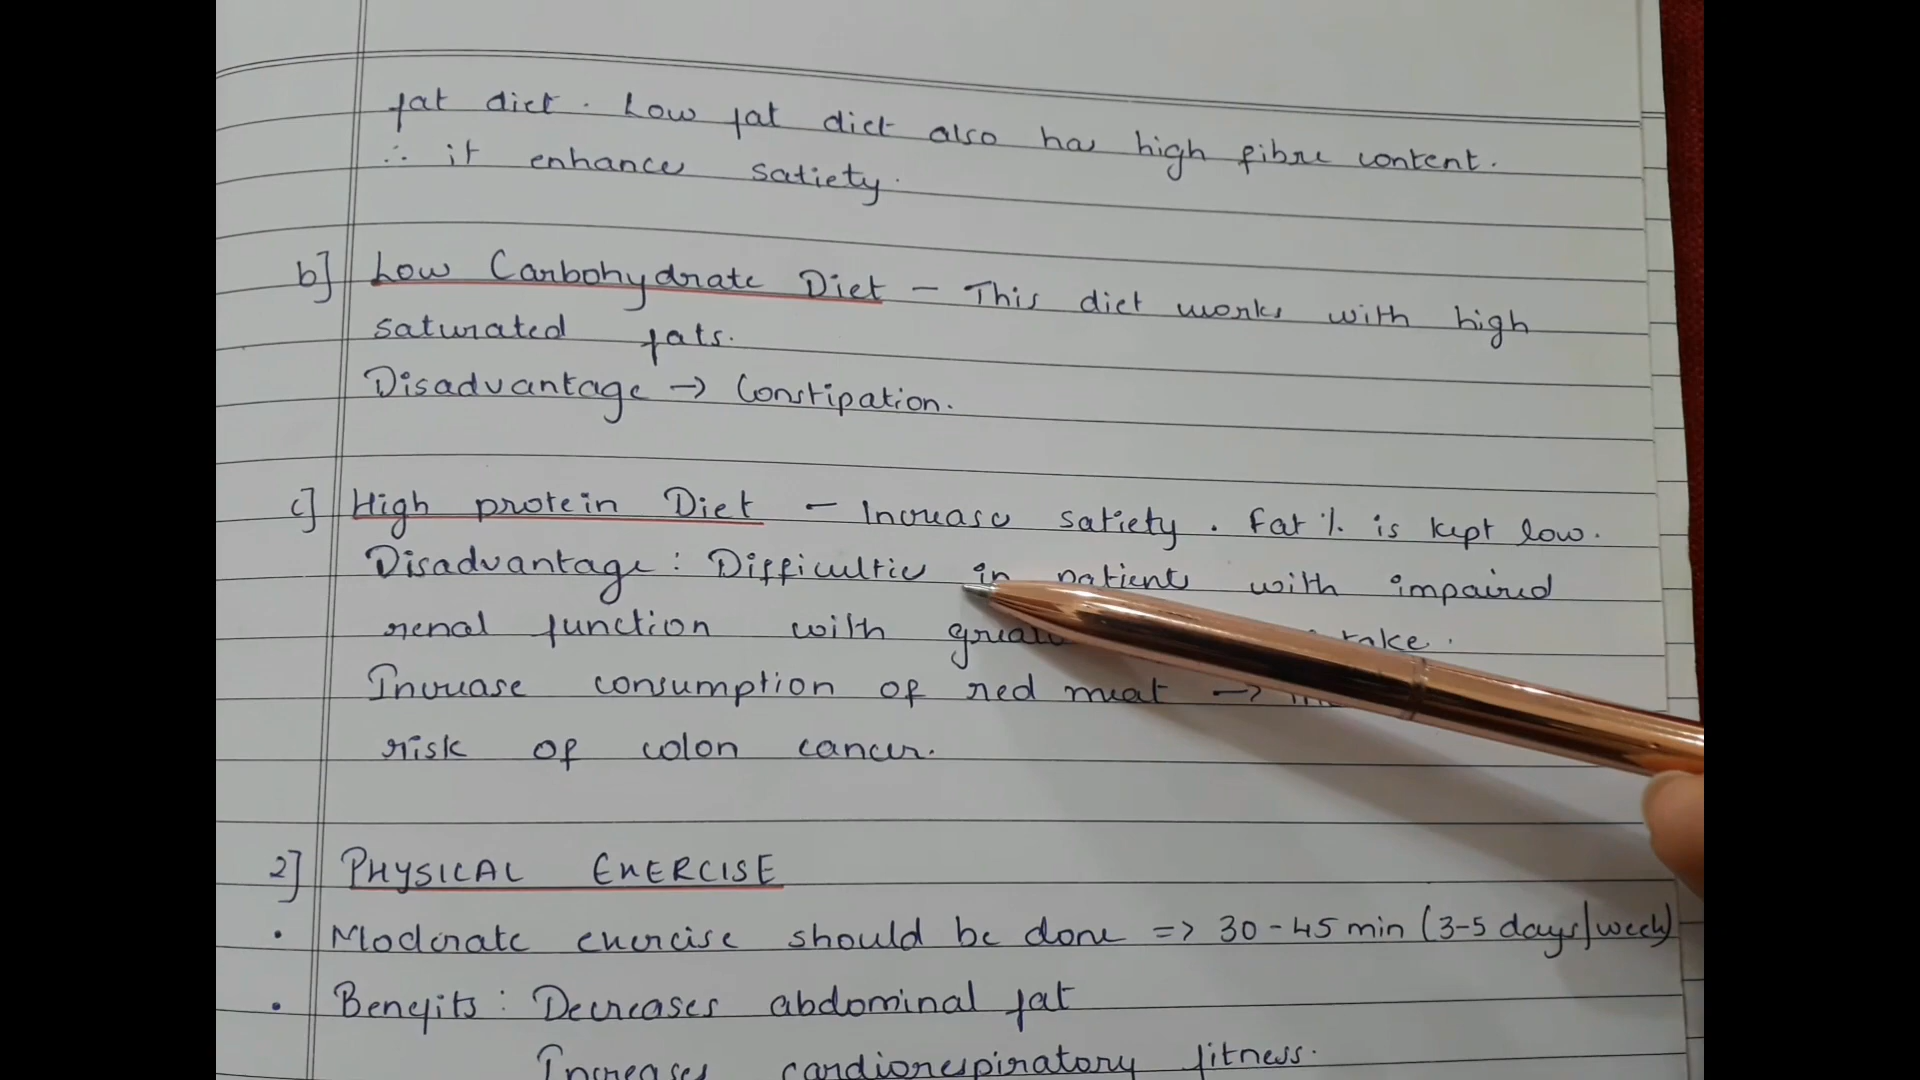 fat diet. Low fat diet also has high fibre content.
∴ it enhances satiety.
b] Low Carbohydrate Diet – This diet works with high
saturated fats.
Disadvantage → Constipation.
c] High protein Diet – Increase satiety. Fat % is kept low.
Disadvantage : Difficultie in patients with impaired
renal function with
Increase consumption of red meat →
risk of colon cancer.
2] PHYSICAL EXERCISE
• Moderate exercise should be done => 30-45 min (3-5 days/week)
• Benefits : Decreases abdominal fat
Increases cardiorespiratory fitness.